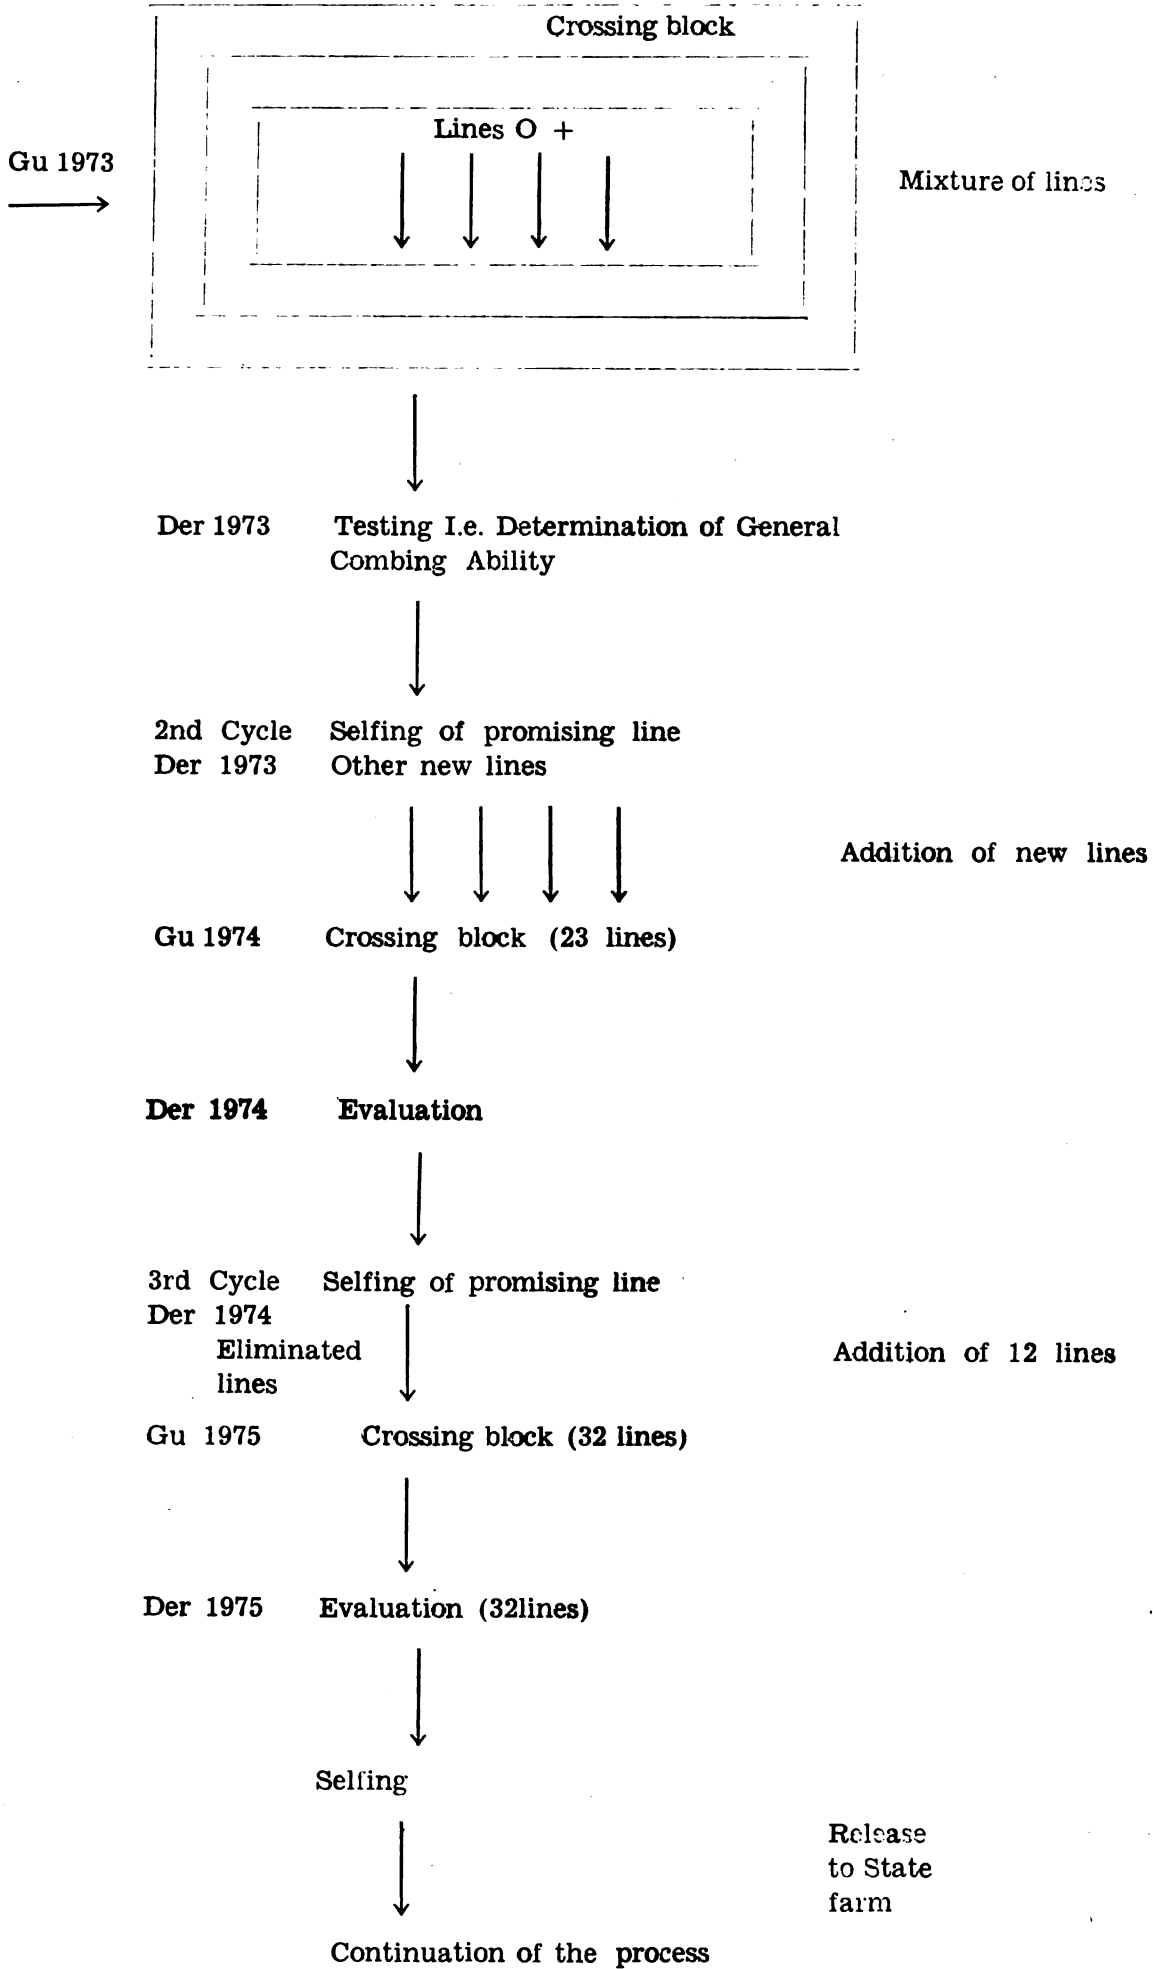 Crossing block
Lines O +
Gu 1973
Mixture of lines
Der 1973 Testing I.e. Determination of General
Combing Ability
2nd Cycle Selfing of promising line
Der 1973 Other new lines
Addition of new lines
Gu 1974 Crossing block (23 lines)
Der 1974 Evaluation
3rd Cycle Selfing of promising line
Der 1974
Eliminated
lines
Addition of 12 lines
Gu 1975 Crossing block (32 lines)
Der 1975 Evaluation (32lines)
Selfing
Release
to State
farm
Continuation of the process